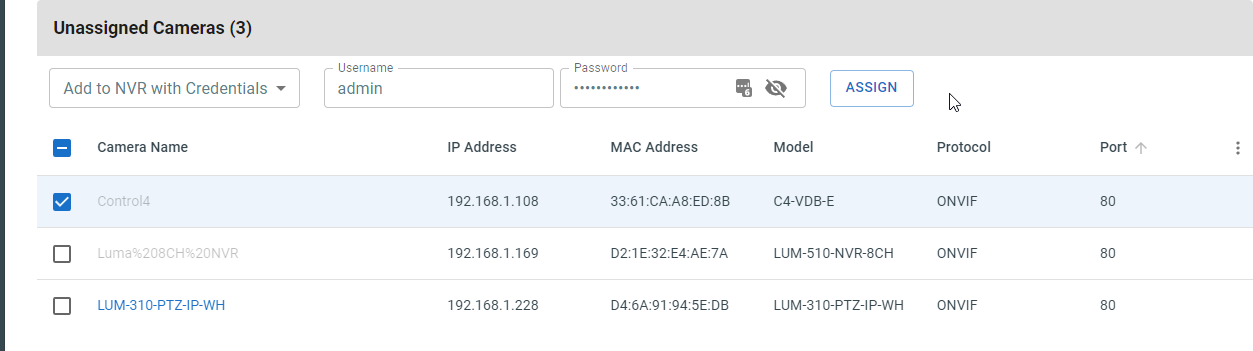 Unassigned Cameras (3)
Username
Password
Add to NVR with Credentials
admin
••••••••••••
6
ASSIGN
Camera Name IP Address MAC Address Model Protocol Port
Control4 192.168.1.108 33:61:CA:A8:ED:8B C4-VDB-E ONVIF 80
Luma%208CH%20NVR 192.168.1.169 D2:1E:32:E4:AE:7A LUM-510-NVR-8CH ONVIF 80
LUM-310-PTZ-IP-WH 192.168.1.228 D4:6A:91:94:5E:DB LUM-310-PTZ-IP-WH ONVIF 80